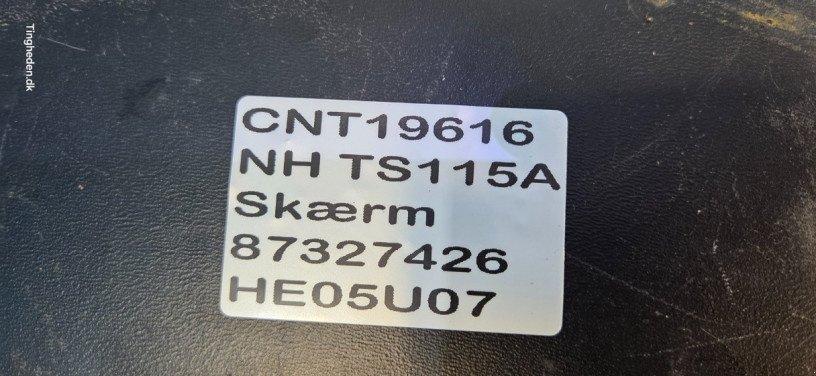 CNT19616
NH TS115A
Skærm
87327426
HE05U07
Tingheden.dk